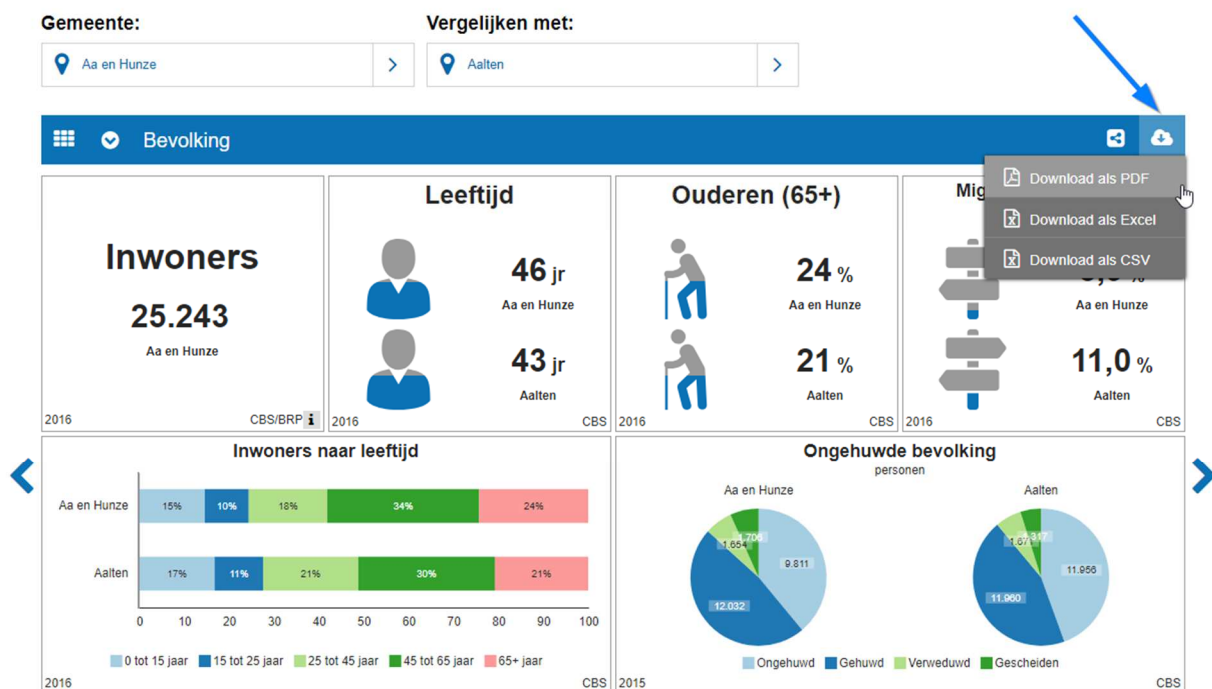 Gemeente:
Vergelijken met:
Aa en Hunze
Aalten
Bevolking
Download als PDF
Download als Excel
Download als CSV
Inwoners
25.243
Aa en Hunze
2016 CBS/BRP i
Leeftijd
46 jr
Aa en Hunze
43 jr
Aalten
2016 CBS
Ouderen (65+)
24 %
Aa en Hunze
21 %
Aalten
2016 CBS
Aa en Hunze
11,0 %
Aalten
2016 CBS
Inwoners naar leeftijd
Aa en Hunze 15% 10% 18% 34% 24%
Aalten 17% 11% 21% 30% 21%
0 10 20 30 40 50 60 70 80 90 100
0 tot 15 jaar 15 tot 25 jaar 25 tot 45 jaar 45 tot 65 jaar 65+ jaar
2016 CBS
Ongehuwde bevolking
personen
Aa en Hunze
1.706
1.654
9.811
12.032
Aalten
11.956
11.960
Ongehuwd Gehuwd Verweduwd Gescheiden
2015 CBS